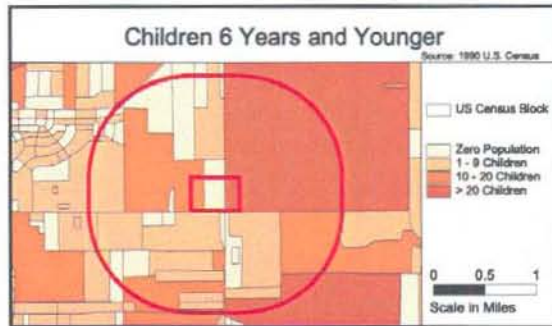 Children 6 Years and Younger
Source: 1990 U.S. Census
US Census Block
Zero Population
1 - 9 Children
10 - 20 Children
> 20 Children
0 0.5 1
Scale in Miles